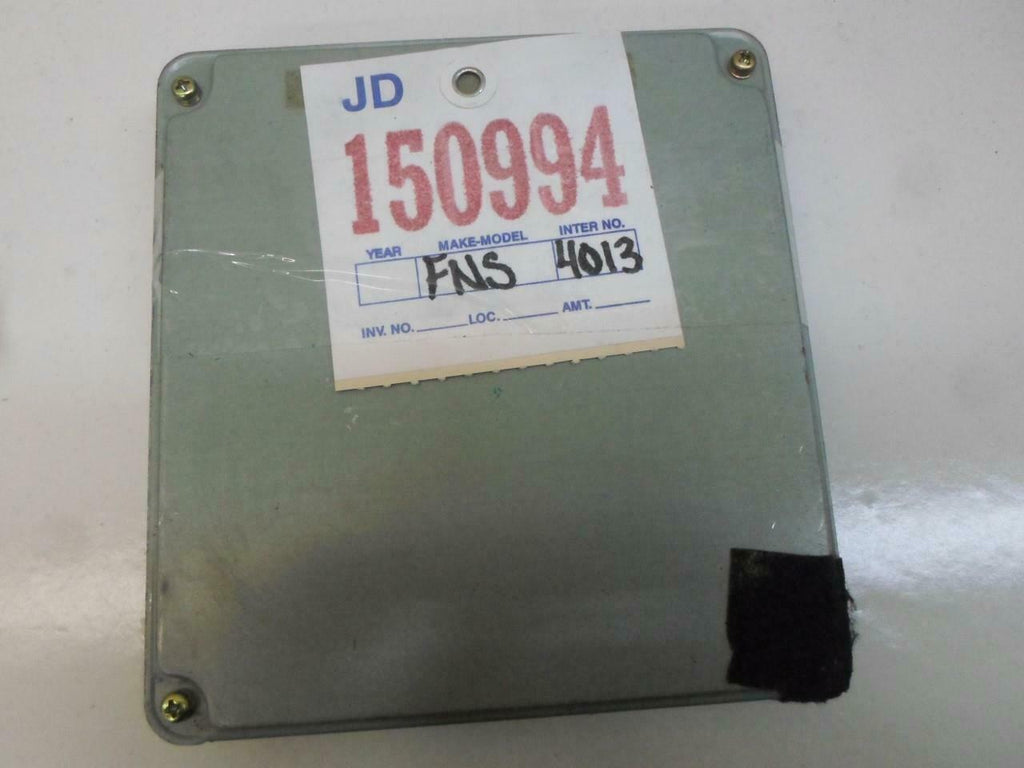 JD
150994
YEAR MAKE-MODEL INTER NO.
FNS 4013
INV. NO. LOC. AMT.